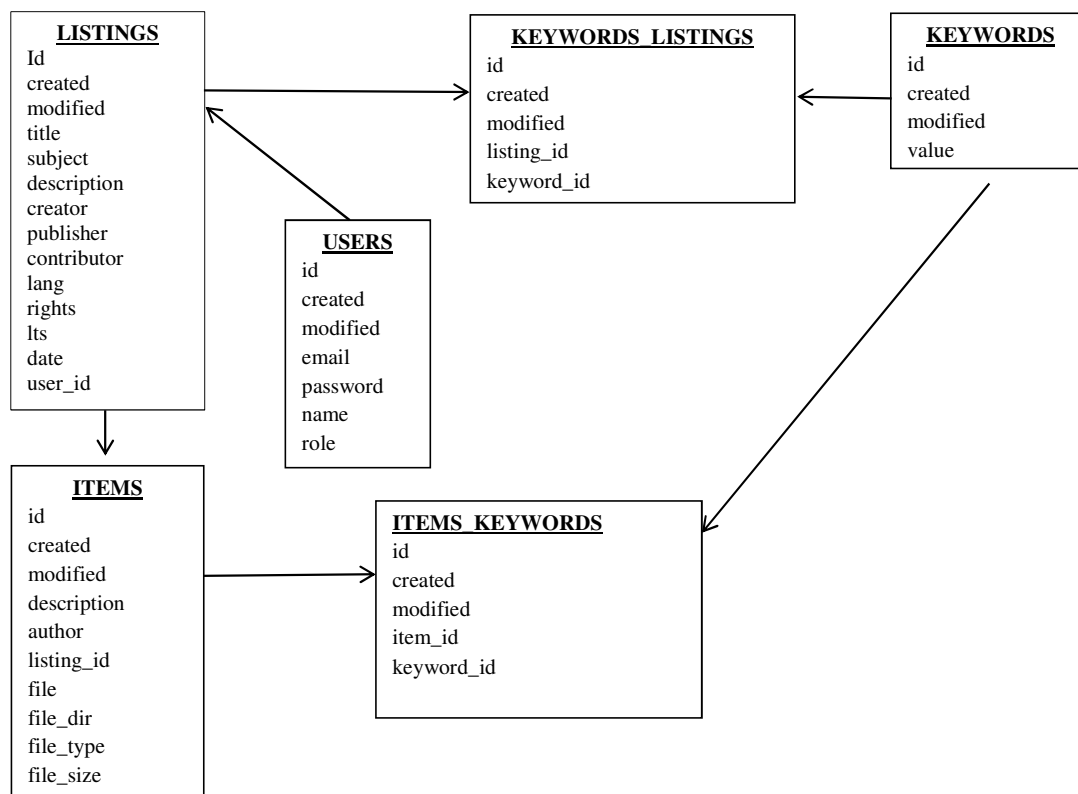 LISTINGS
Id
created
modified
title
subject
description
creator
publisher
contributor
lang
rights
lts
date
user_id
KEYWORDS_LISTINGS
id
created
modified
listing_id
keyword_id
KEYWORDS
id
created
modified
value
USERS
id
created
modified
email
password
name
role
ITEMS
id
created
modified
description
author
listing_id
file
file_dir
file_type
file_size
ITEMS_KEYWORDS
id
created
modified
item_id
keyword_id